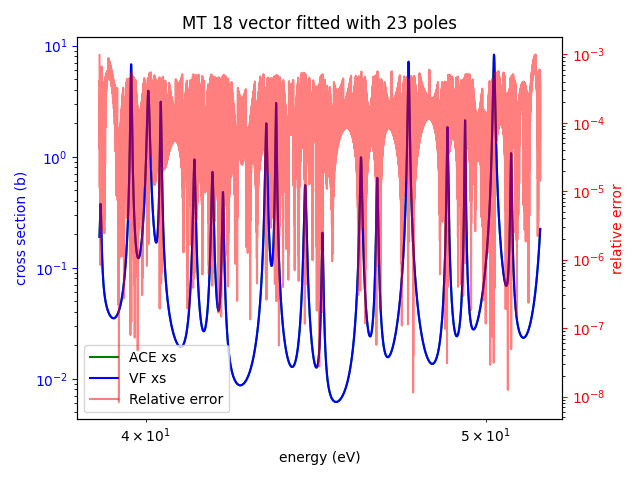 MT 18 vector fitted with 23 poles
10¹
10⁰
10⁻¹
10⁻²
cross section (b)
10⁻³
10⁻⁴
10⁻⁵
10⁻⁶
10⁻⁷
10⁻⁸
relative error
ACE xs
VF xs
Relative error
4 × 10¹
5 × 10¹
energy (eV)